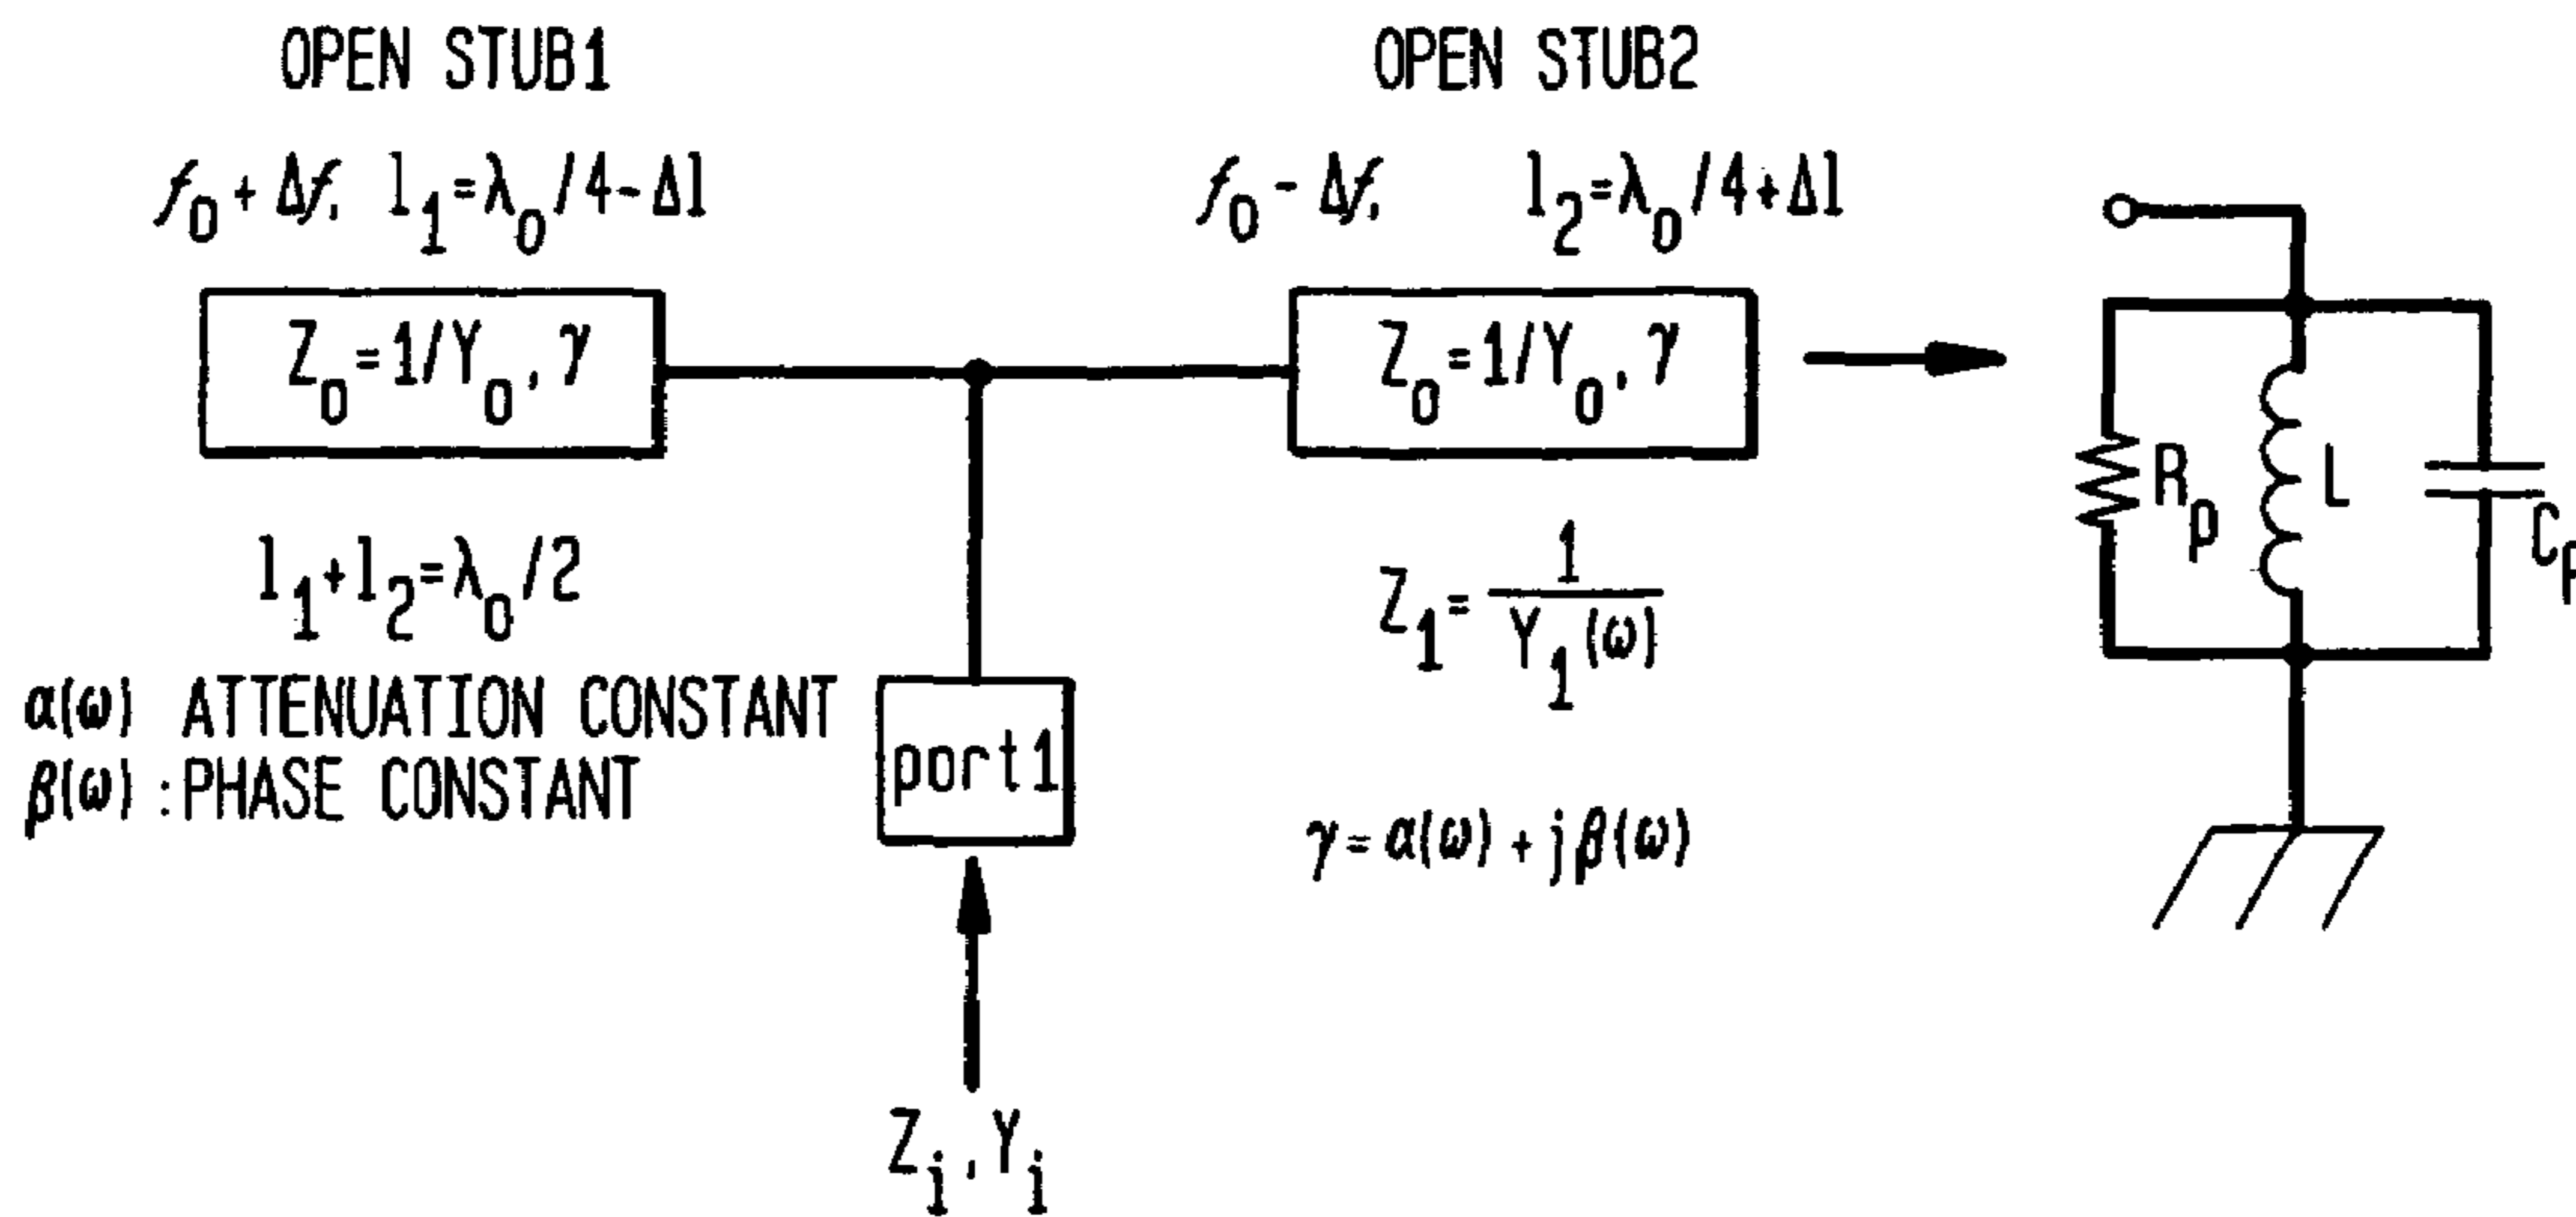 OPEN STUB1
f₀ + Δf, l₁=λ₀/4-Δl
Z₀=1/Y₀, γ
l₁+l₂=λ₀/2
α(ω) ATTENUATION CONSTANT
β(ω) : PHASE CONSTANT
port1
Zᵢ, Yᵢ
OPEN STUB2
f₀ - Δf, l₂=λ₀/4+Δl
Z₀=1/Y₀, γ
Z₁= 1/Y₁(ω)
γ= α(ω) + jβ(ω)
Rₚ
L
Cₚ